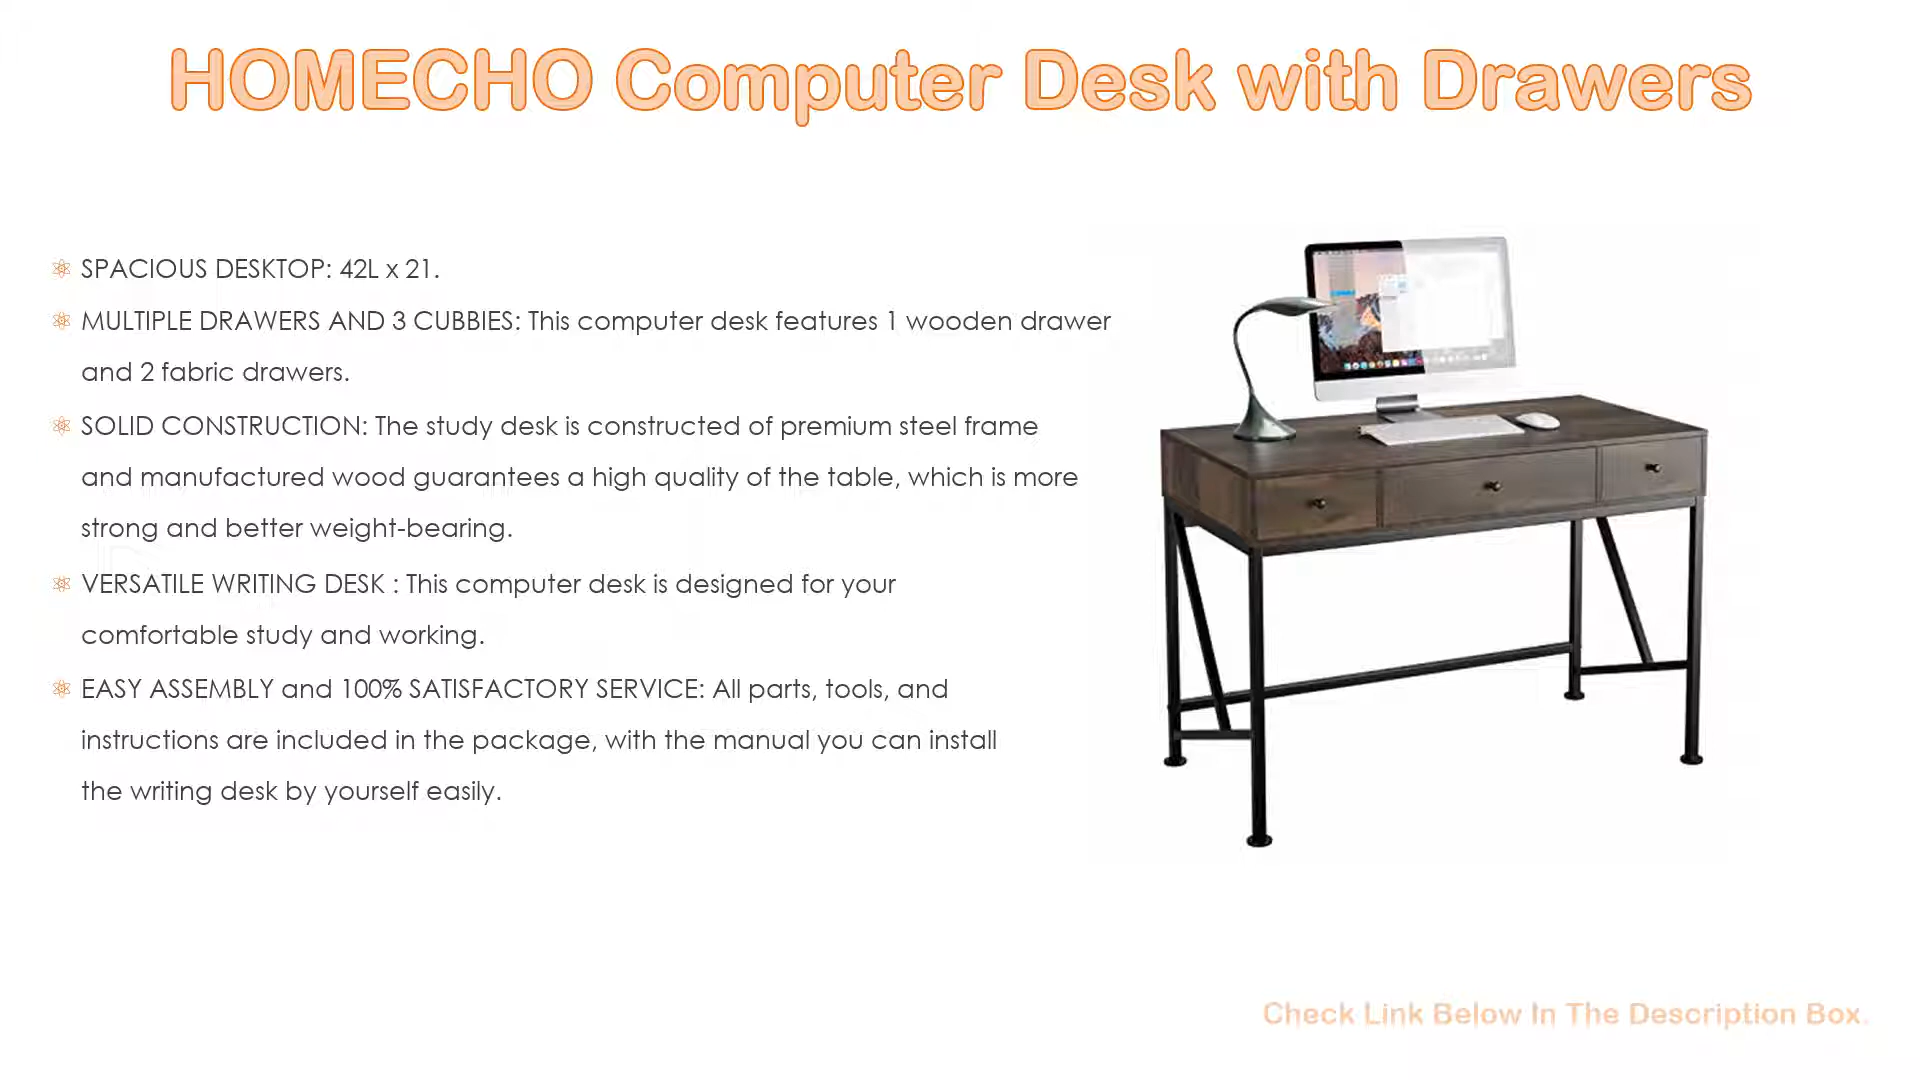 HOMECHO Computer Desk with Drawers
SPACIOUS DESKTOP: 42L x 21.
MULTIPLE DRAWERS AND 3 CUBBIES: This computer desk features 1 wooden drawer
and 2 fabric drawers.
SOLID CONSTRUCTION: The study desk is constructed of premium steel frame
and manufactured wood guarantees a high quality of the table, which is more
strong and better weight-bearing.
VERSATILE WRITING DESK : This computer desk is designed for your
comfortable study and working.
EASY ASSEMBLY and 100% SATISFACTORY SERVICE: All parts, tools, and
instructions are included in the package, with the manual you can install
the writing desk by yourself easily.
Check Link Below In The Description Box.